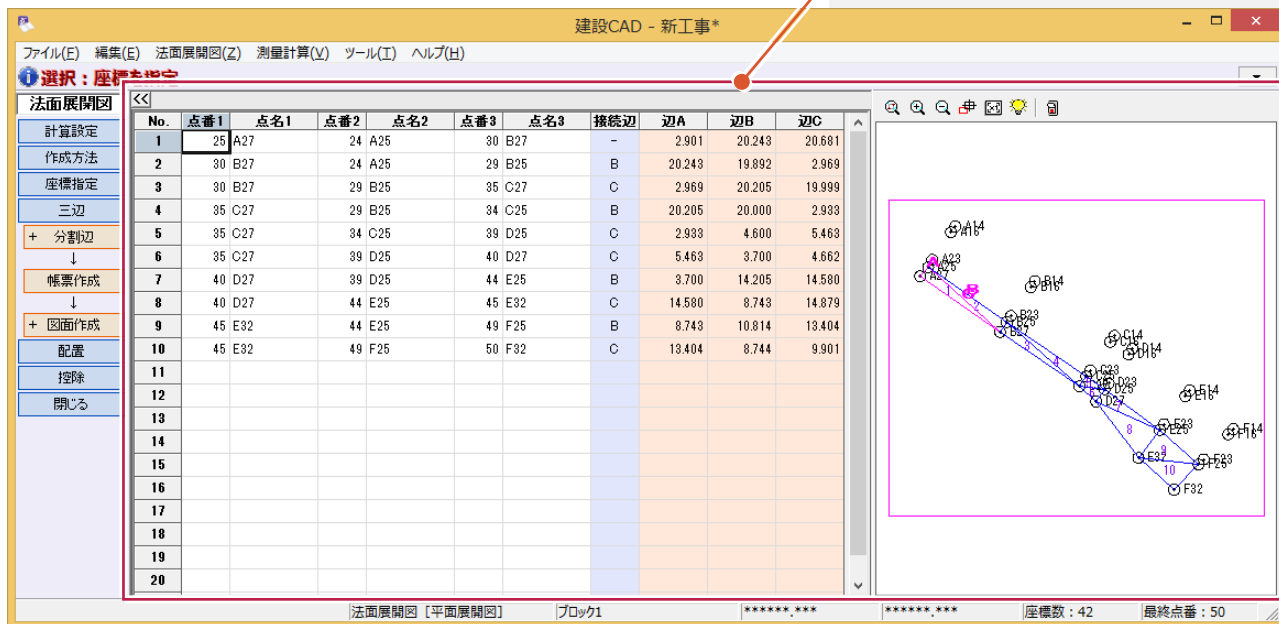 建設CAD - 新工事*
ファイル(F) 編集(E) 法面展開図(Z) 測量計算(V) ツール(T) ヘルプ(H)
選択：座標を指定
法面展開図
計算設定
作成方法
座標指定
三辺
+ 分割辺
↓
帳票作成
↓
+ 図面作成
配置
控除
閉じる
<<
No. 点番1 点名1 点番2 点名2 点番3 点名3 接続辺 辺A 辺B 辺C
1 25 A27 24 A25 30 B27 - 2.901 20.243 20.681
2 30 B27 24 A25 29 B25 B 20.243 19.892 2.969
3 30 B27 29 B25 35 C27 C 2.969 20.205 19.999
4 35 C27 29 B25 34 C25 B 20.205 20.000 2.933
5 35 C27 34 C25 39 D25 C 2.933 4.600 5.463
6 35 C27 39 D25 40 D27 C 5.463 3.700 4.662
7 40 D27 39 D25 44 E25 B 3.700 14.205 14.580
8 40 D27 44 E25 45 E32 C 14.580 8.743 14.879
9 45 E32 44 E25 49 F25 B 8.743 10.814 13.404
10 45 E32 49 F25 50 F32 C 13.404 8.744 9.901
11
12
13
14
15
16
17
18
19
20
A14
A16
A23
A25
A27
B14
B16
1
2
B23
B25
B27
3
C14
C16
D14
D16
4
C23
D23
D25
D27
E14
E16
8
E23
E25
F14
F16
9
E32
F23
F25
10
F32
法面展開図 [平面展開図] ブロック1 ******.*** ******.*** 座標数：42 最終点番：50